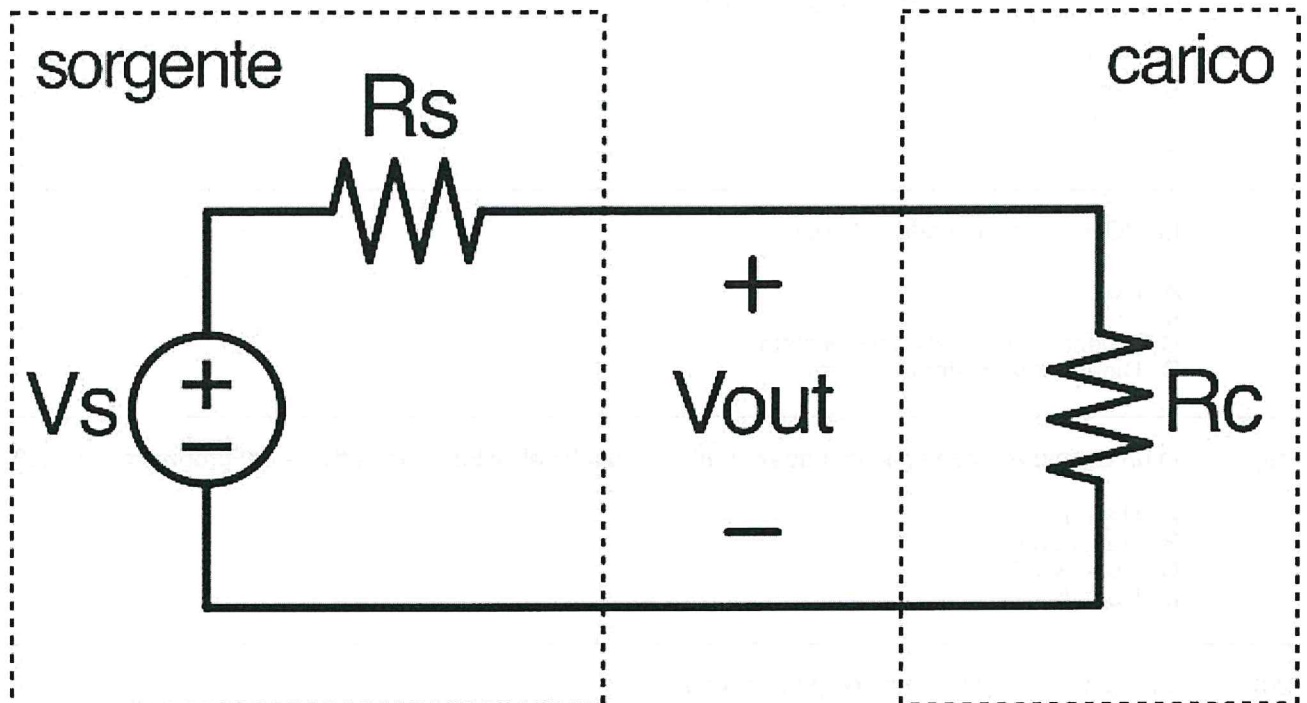 sorgente
carico
Rs
+
+
Vs
Vout
Rc
−
−